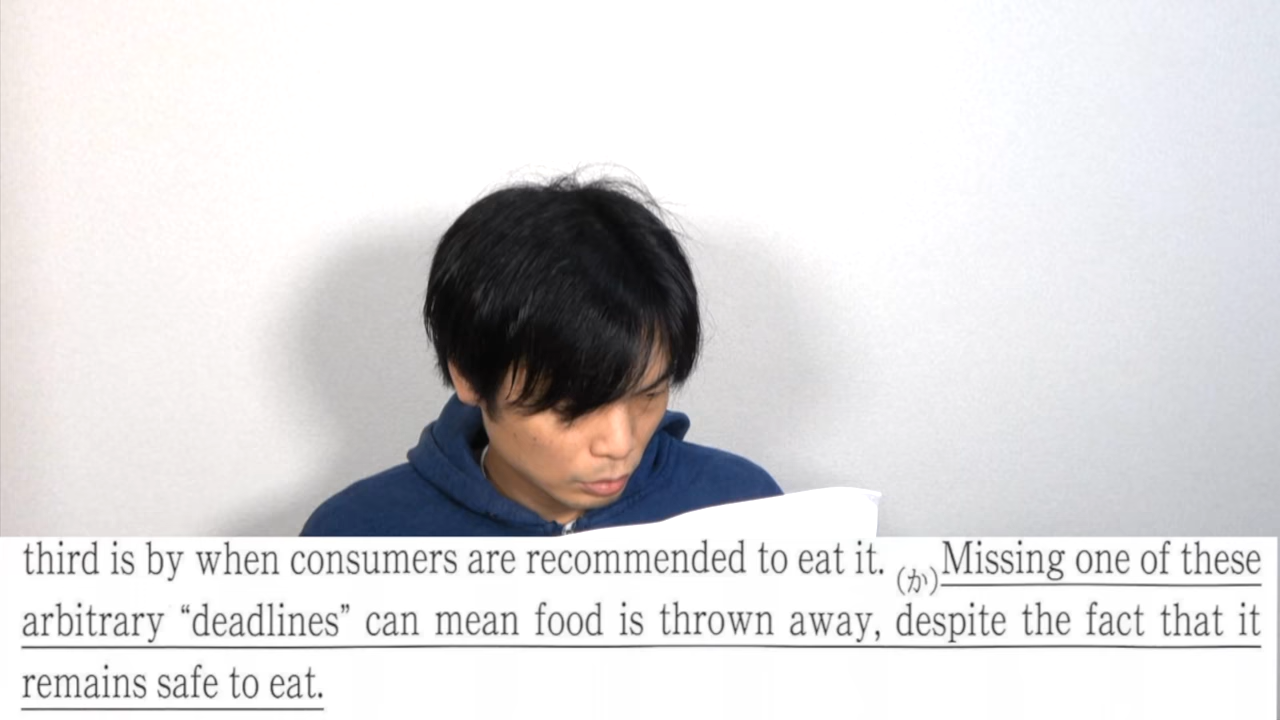 third is by when consumers are recommended to eat it. (か)Missing one of these
arbitrary “deadlines” can mean food is thrown away, despite the fact that it
remains safe to eat.